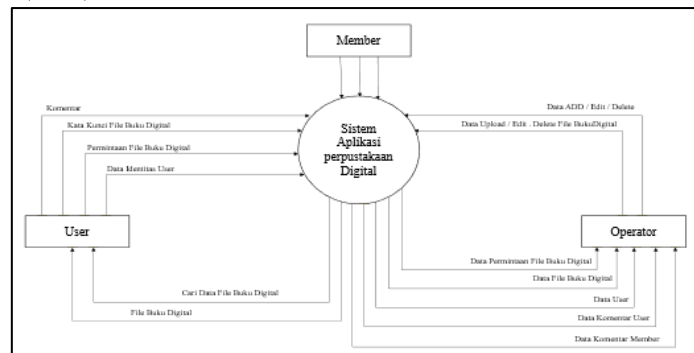 Member
Komentar
Kata Kunci File Buku Digital
Permintaan File Buku Digital
Data Identitas User
Sistem
Aplikasi
perpustakaan
Digital
Data ADD / Edit / Delete
Data Upload / Edit . Delete File BukuDigital
User
Operator
Cari Data File Buku Digital
File Buku Digital
Data Permintaan File Buku Digital
Data File Buku Digital
Data User
Data Komentar User
Data Komentar Member